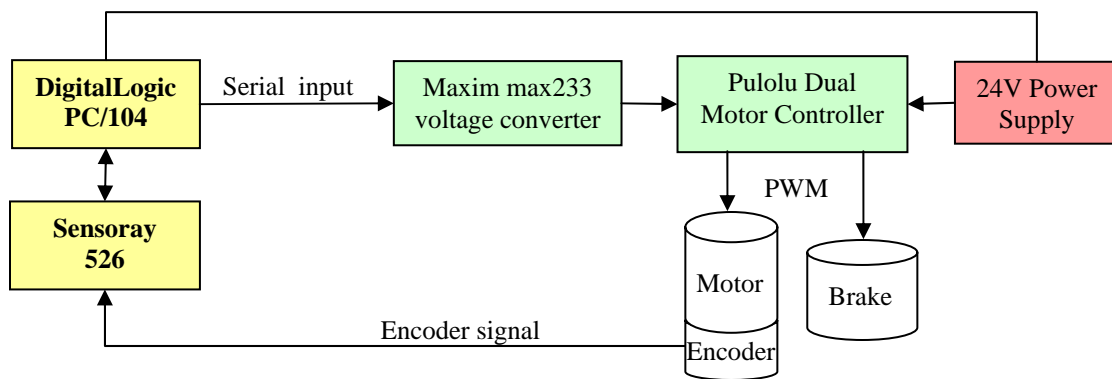 DigitalLogic
PC/104
Serial input
Maxim max233
voltage converter
Pulolu Dual
Motor Controller
24V Power
Supply
PWM
Sensoray
526
Motor
Brake
Encoder signal
Encoder